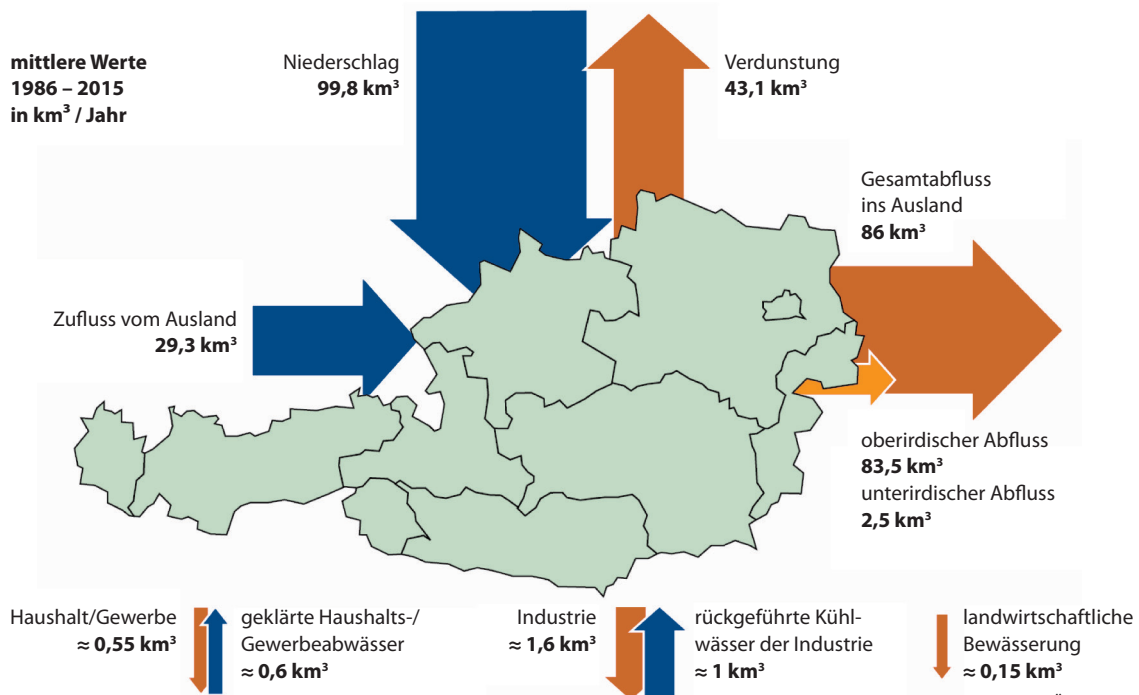 mittlere Werte
1986 – 2015
in km³ / Jahr
Niederschlag
99,8 km³
Verdunstung
43,1 km³
Gesamtabfluss
ins Ausland
86 km³
Zufluss vom Ausland
29,3 km³
oberirdischer Abfluss
83,5 km³
unterirdischer Abfluss
2,5 km³
Haushalt/Gewerbe
≈ 0,55 km³
geklärte Haushalts-/
Gewerbeabwässer
≈ 0,6 km³
Industrie
≈ 1,6 km³
rückgeführte Kühl-
wässer der Industrie
≈ 1 km³
landwirtschaftliche
Bewässerung
≈ 0,15 km³